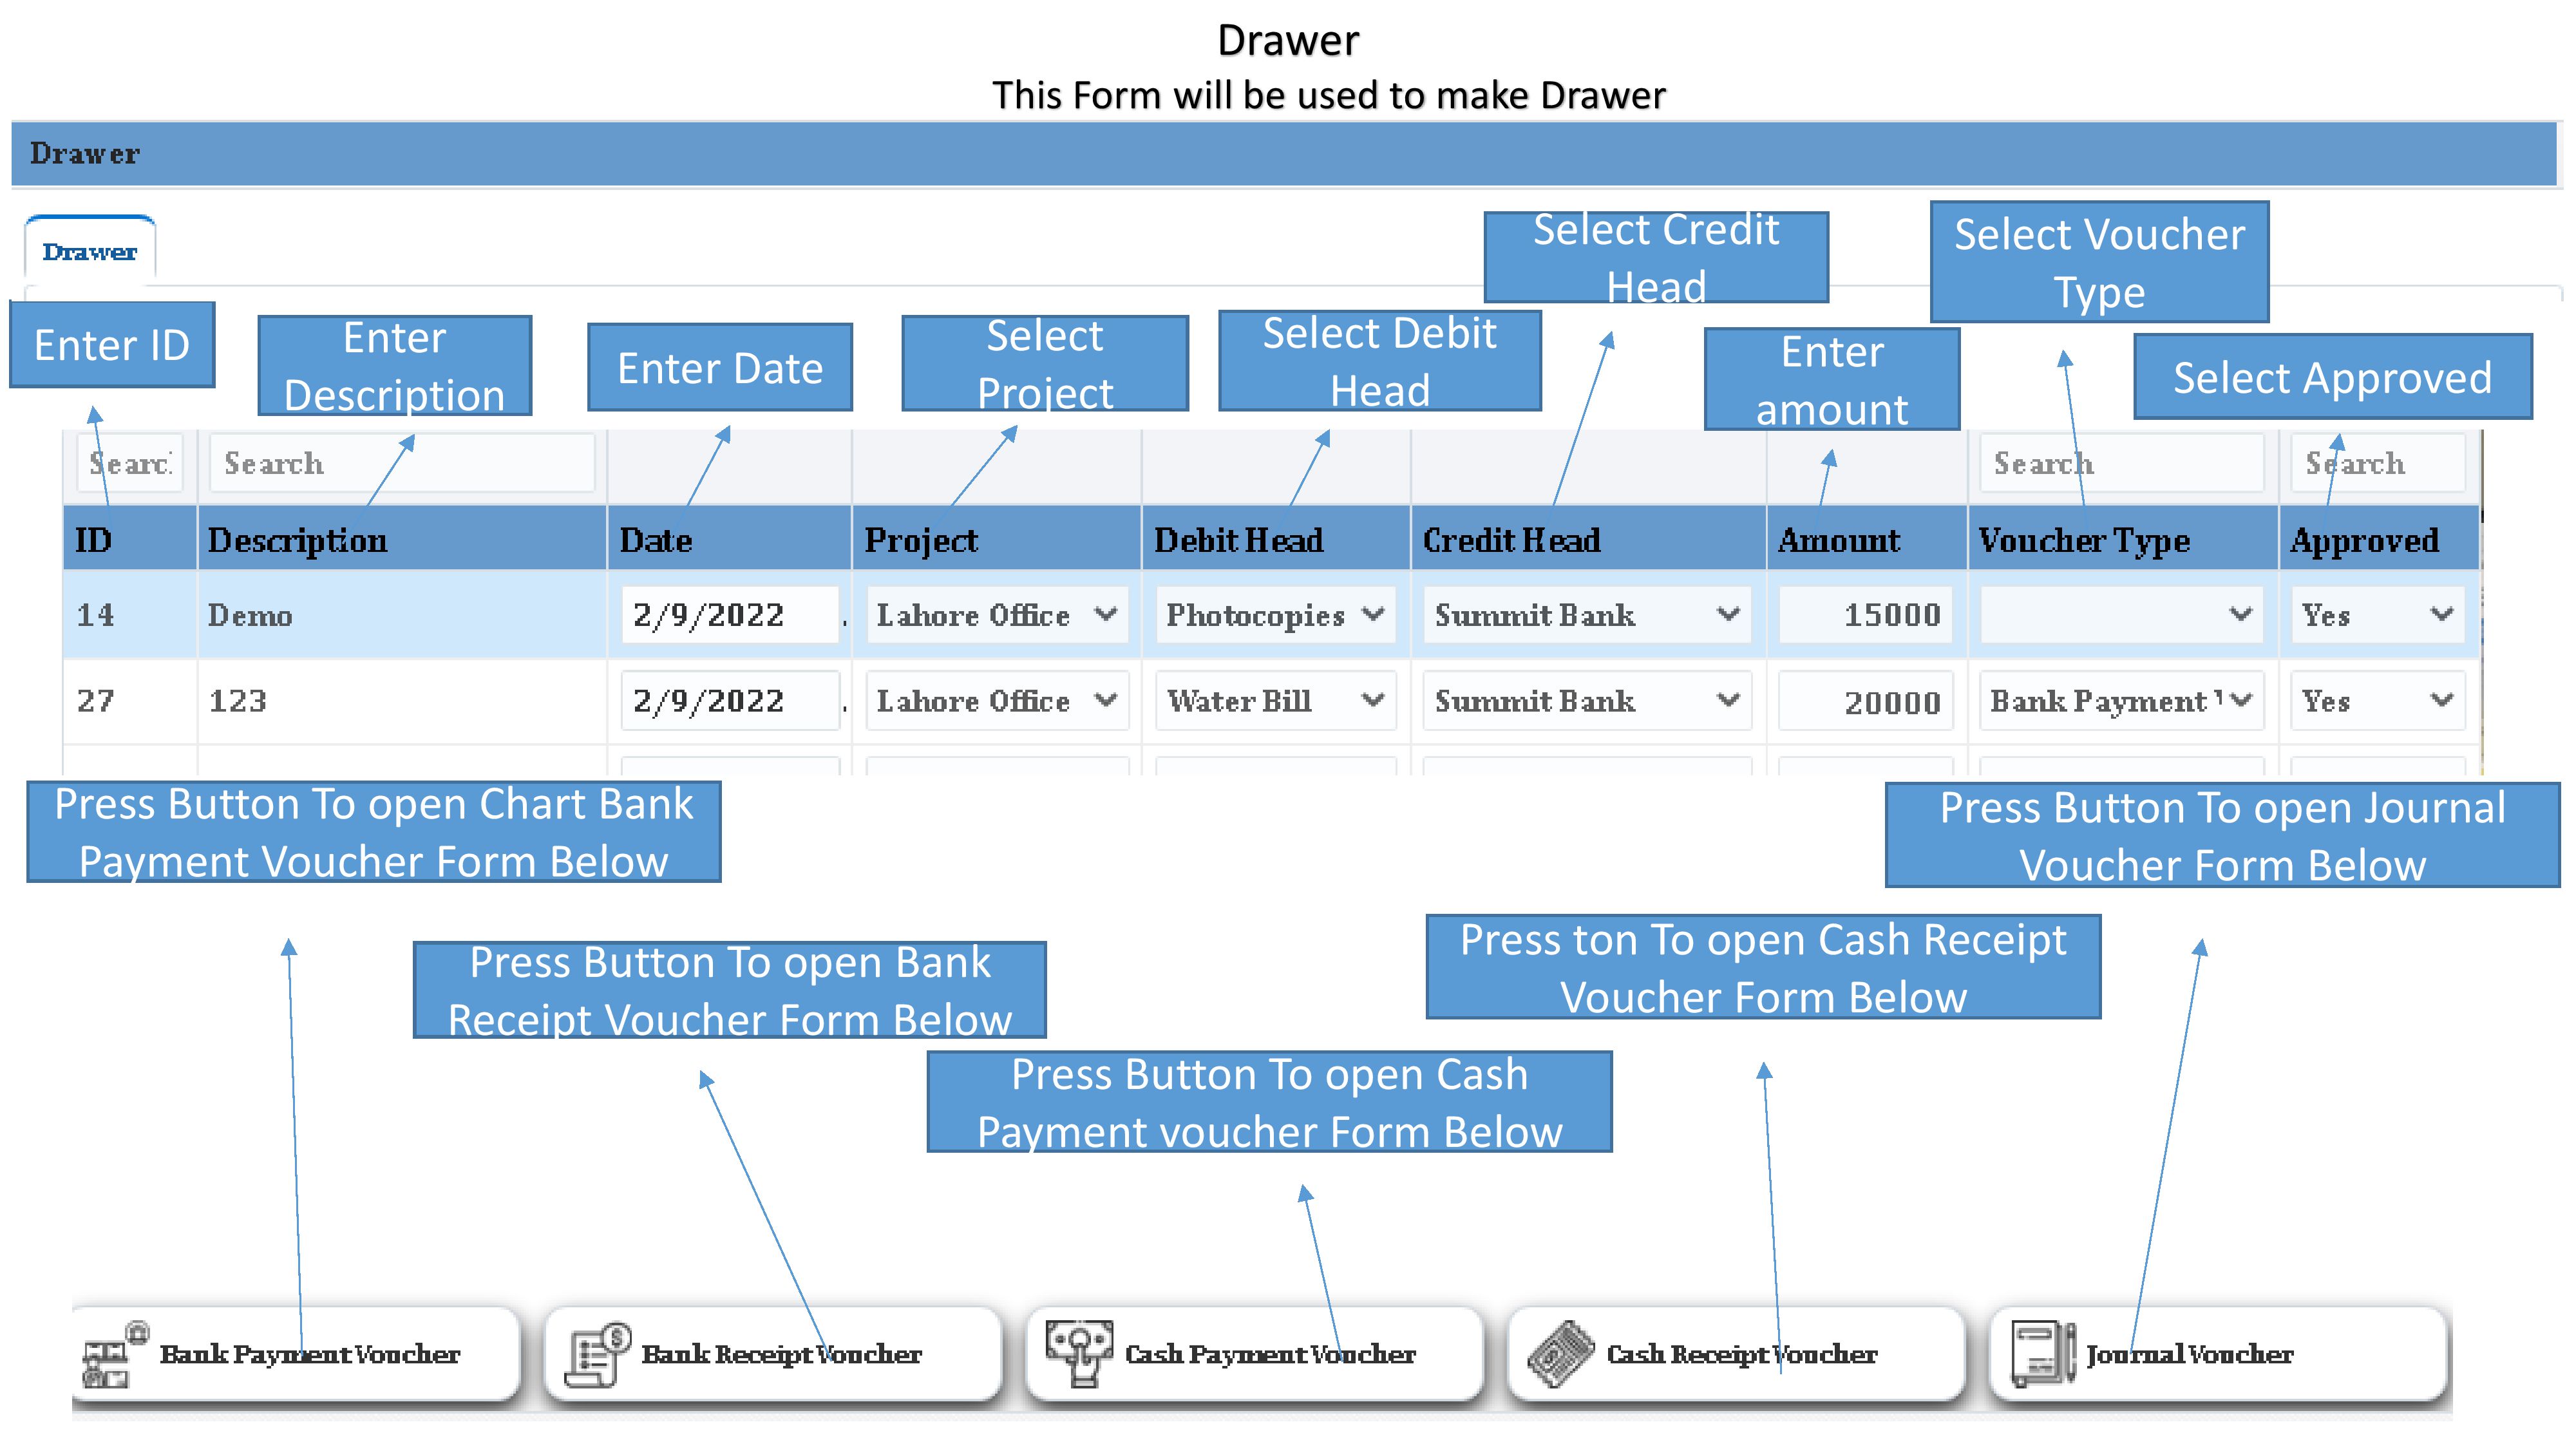 Drawer
This Form will be used to make Drawer
Drawer
Drawer
Select Credit
Head
Select Voucher
Type
Enter ID
Enter
Description
Enter Date
Select
Project
Select Debit
Head
Enter
amount
Select Approved
Search Search Search
ID Description Date Project Debit Head Credit Head Amount Voucher Type Approved
14 Demo 2/9/2022 Lahore Office Photocopies Summit Bank 15000 Yes
27 123 2/9/2022 Lahore Office Water Bill Summit Bank 20000 Bank Payment Yes
Press Button To open Chart Bank
Payment Voucher Form Below
Press Button To open Journal
Voucher Form Below
Press Button To open Bank
Receipt Voucher Form Below
Press ton To open Cash Receipt
Voucher Form Below
Press Button To open Cash
Payment voucher Form Below
Bank Payment Voucher Bank Receipt Voucher Cash Payment Voucher Cash Receipt Voucher Journal Voucher